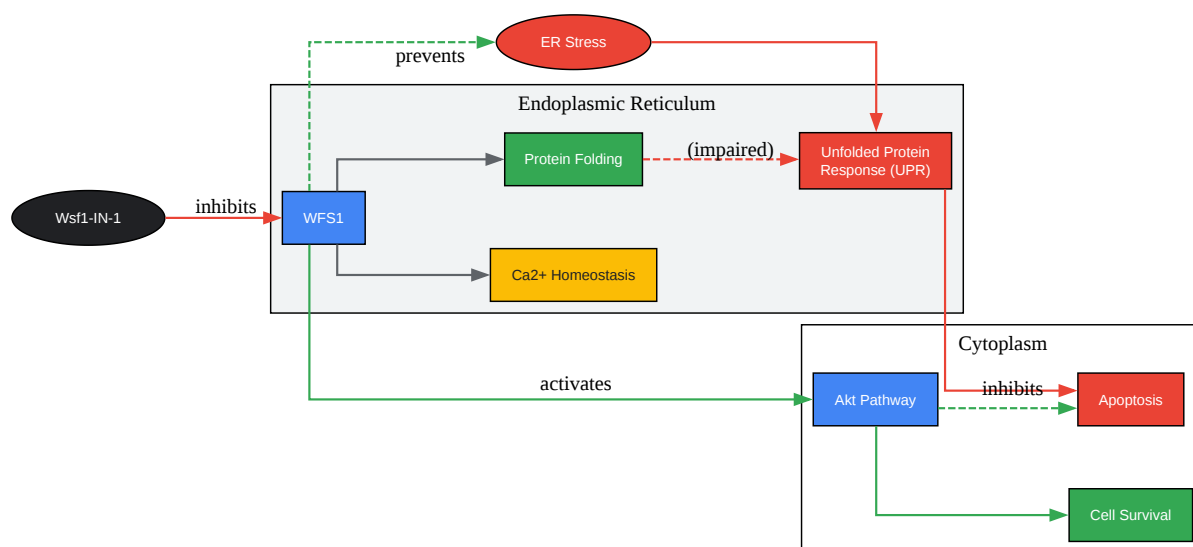 ER Stress
prevents
Endoplasmic Reticulum
Protein Folding
(impaired)
Unfolded Protein
Response (UPR)
Wsf1-IN-1
inhibits
WFS1
Ca2+ Homeostasis
Cytoplasm
activates
Akt Pathway
inhibits
Apoptosis
Cell Survival